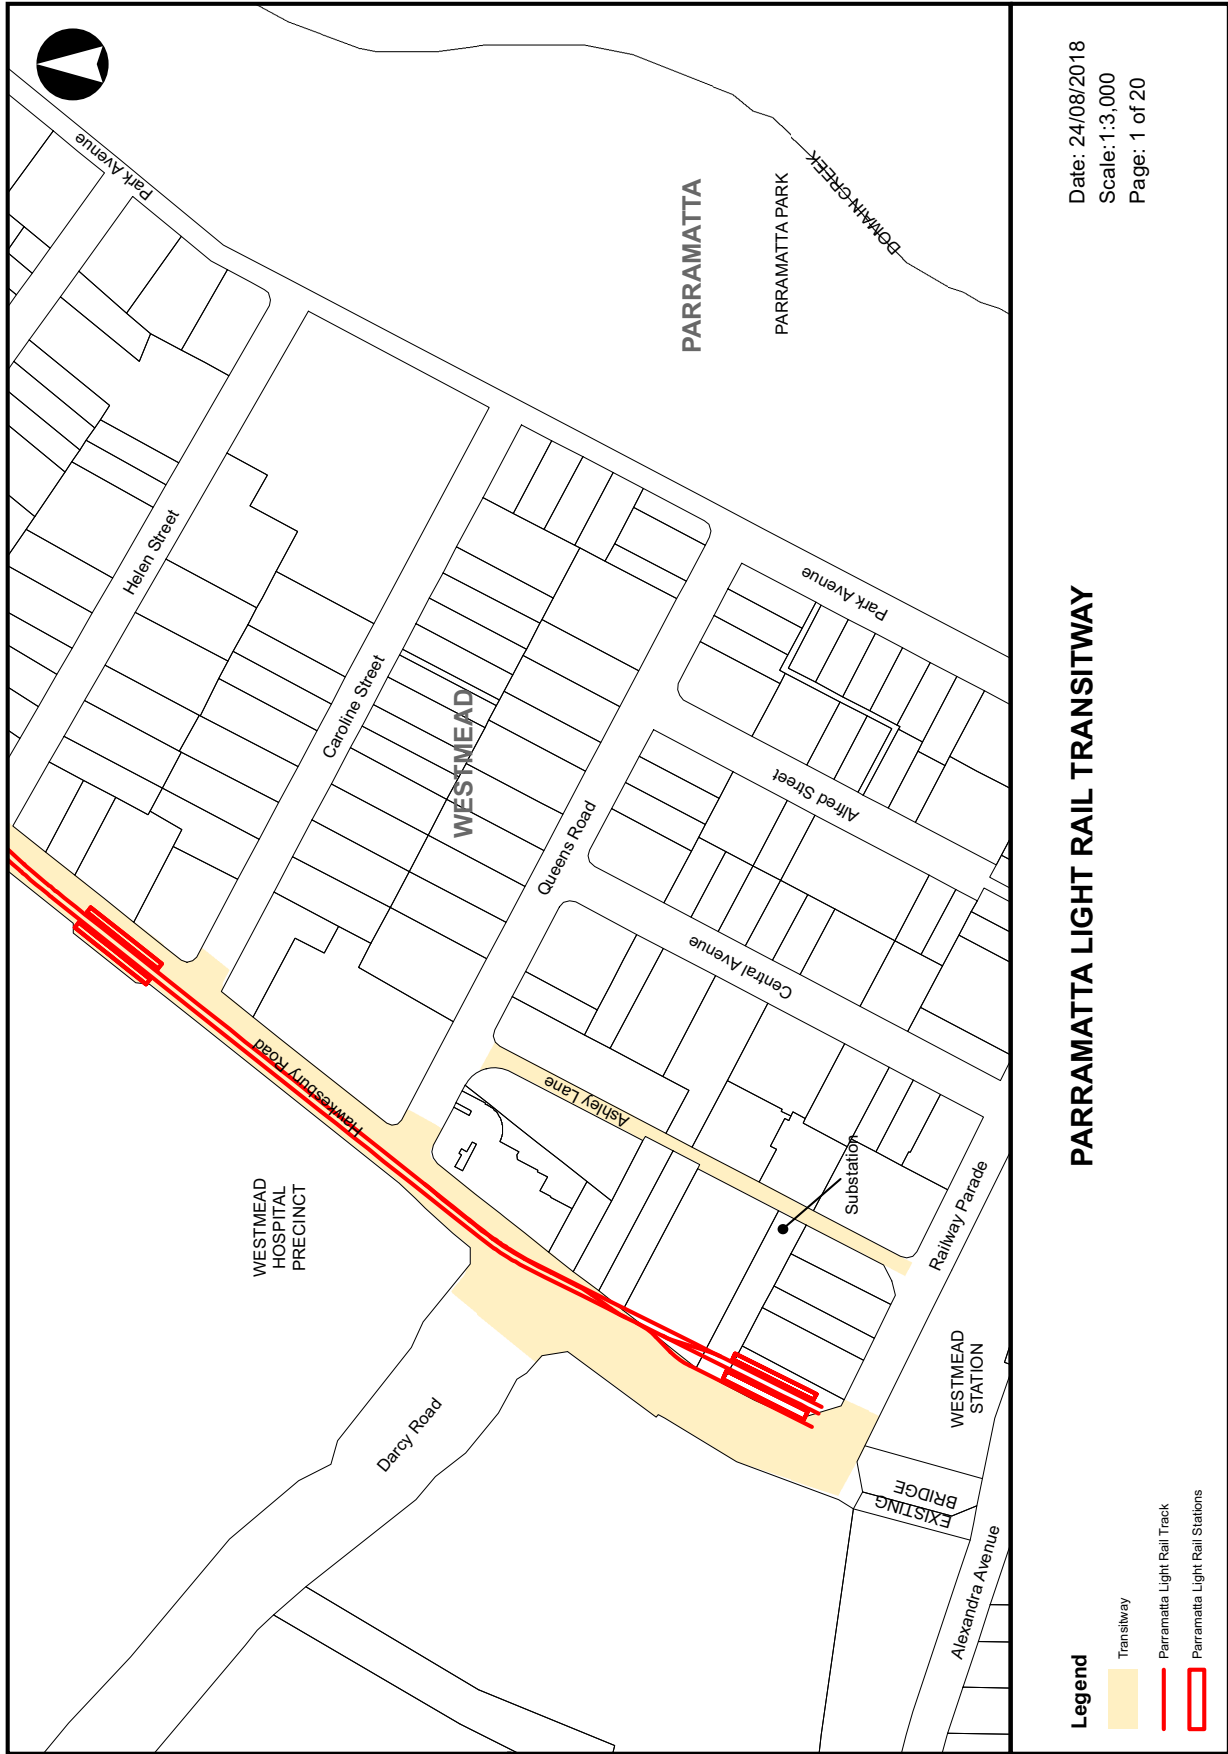 Park Avenue
Helen Street
Caroline Street
WESTMEAD
Queens Road
PARRAMATTA
PARRAMATTA PARK
DOMAIN CREEK
Park Avenue
Alfred Street
Central Avenue
Hawkesbury Road
Ashley Lane
WESTMEAD
HOSPITAL
PRECINCT
Darcy Road
Substation
Railway Parade
WESTMEAD
STATION
EXISTING
BRIDGE
Alexandra Avenue
Legend
Transitway
Parramatta Light Rail Track
Parramatta Light Rail Stations
PARRAMATTA LIGHT RAIL TRANSITWAY
Date: 24/08/2018
Scale:1:3,000
Page: 1 of 20